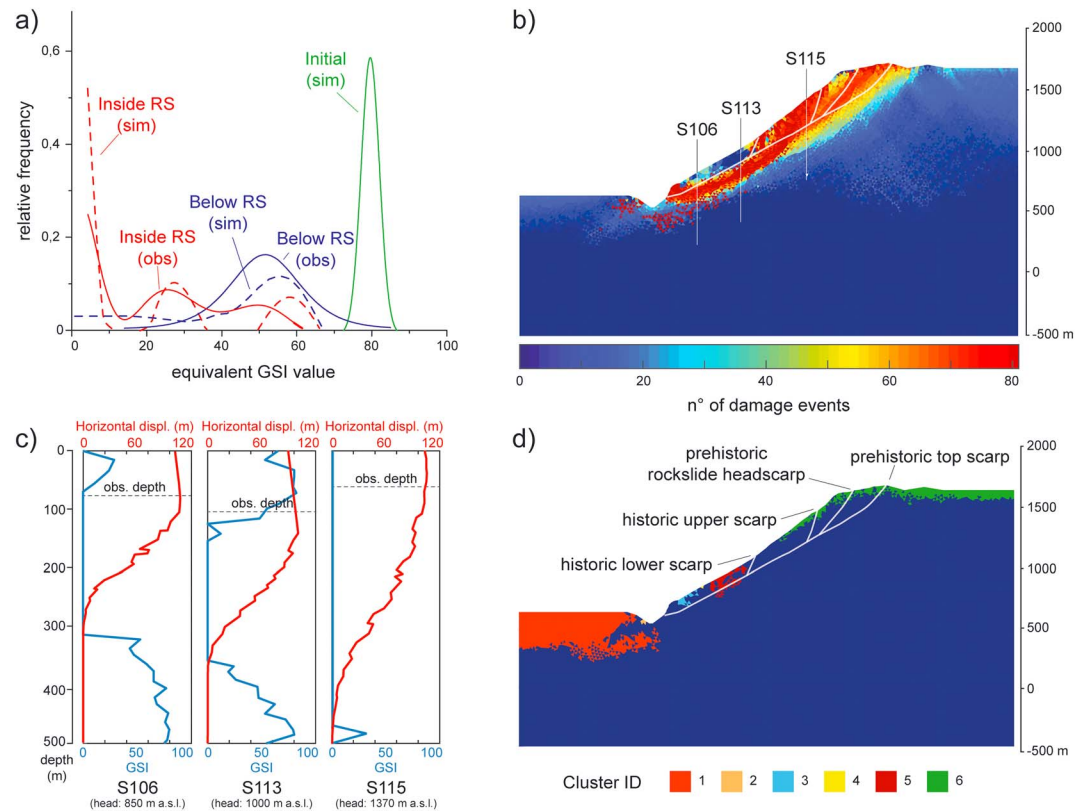 a)
0,6
0,4
0,2
0
relative frequency
Inside RS
(sim)
Initial
(sim)
Below RS
(sim)
Inside RS
(obs)
Below RS
(obs)
0 20 40 60 80 100
equivalent GSI value
b)
S115
S113
S106
2000
1500
1000
500
0
-500 m
0 20 40 60 80
n° of damage events
c)
Horizontal displ. (m)
Horizontal displ. (m)
Horizontal displ. (m)
0 60 120
0 60 120
0 60 120
0
100
200
300
400
500
depth
(m)
obs. depth
obs. depth
obs. depth
0 50 100
0 50 100
0 50 100
GSI
GSI
GSI
S106
(head: 850 m a.s.l.)
S113
(head: 1000 m a.s.l.)
S115
(head: 1370 m a.s.l.)
d)
prehistoric
rockslide headscarp
prehistoric top scarp
historic upper scarp
historic lower scarp
2000
1500
1000
500
0
-500 m
Cluster ID 1 2 3 4 5 6